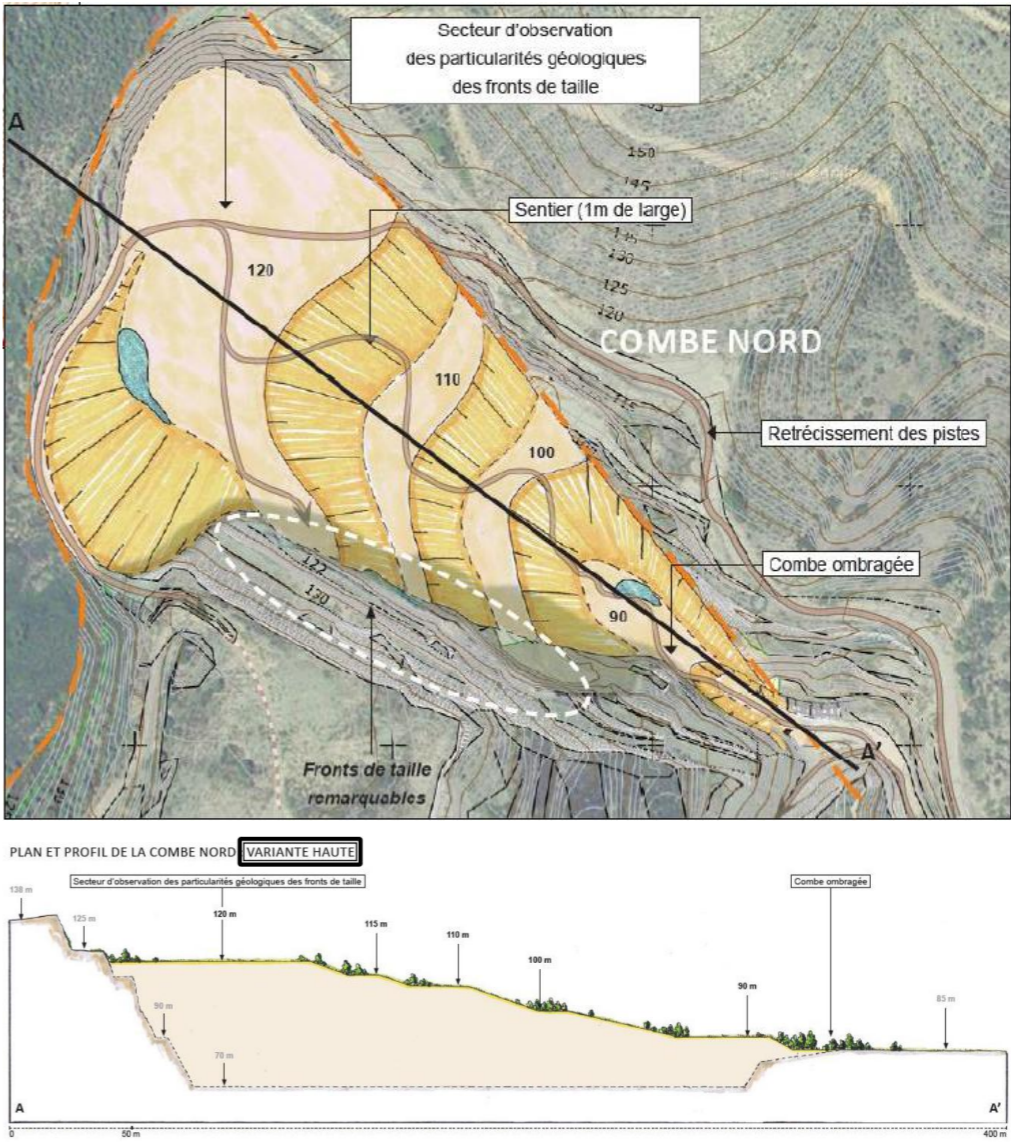 Secteur d'observation
des particularités géologiques
des fronts de taille
A
150
145
Sentier (1m de large)
130
125
120
120
COMBE NORD
110
Retrécissement des pistes
100
Combe ombragée
122
130
90
A'
Fronts de taille
remarquables
PLAN ET PROFIL DE LA COMBE NORD VARIANTE HAUTE
Secteur d'observation des particularités géologiques des fronts de taille
Combe ombragée
138 m
125 m
120 m
115 m
110 m
100 m
90 m
85 m
90 m
70 m
A
A'
0
50 m
400 m